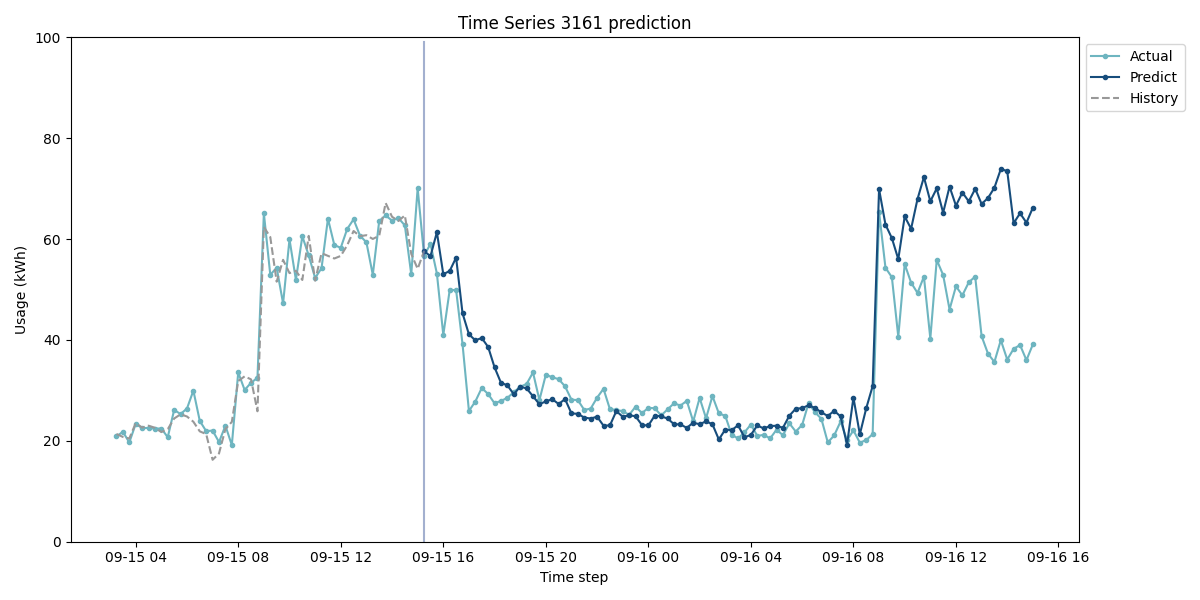 Time Series 3161 prediction
100
80
60
40
20
0
Usage (kWh)
09-15 04
09-15 08
09-15 12
09-15 16
09-15 20
09-16 00
09-16 04
09-16 08
09-16 12
09-16 16
Time step
Actual
Predict
History